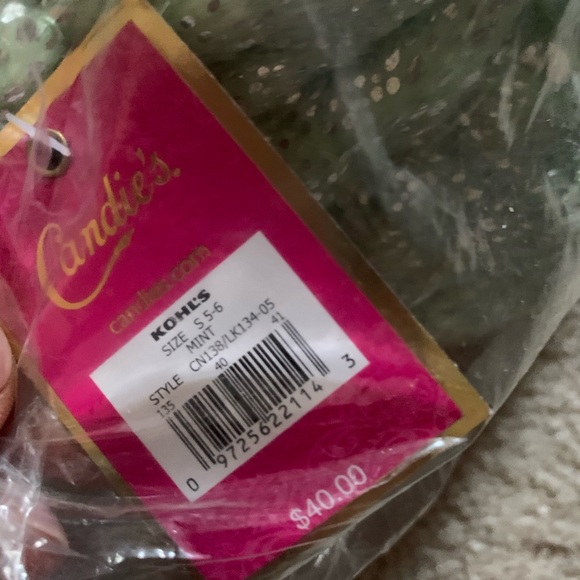 Candie's.
candies.com
KOHL'S
SIZE S 5-6
MINT
STYLE CN138/LK134-05
135 40 41
0 9725622114 3
$40.00